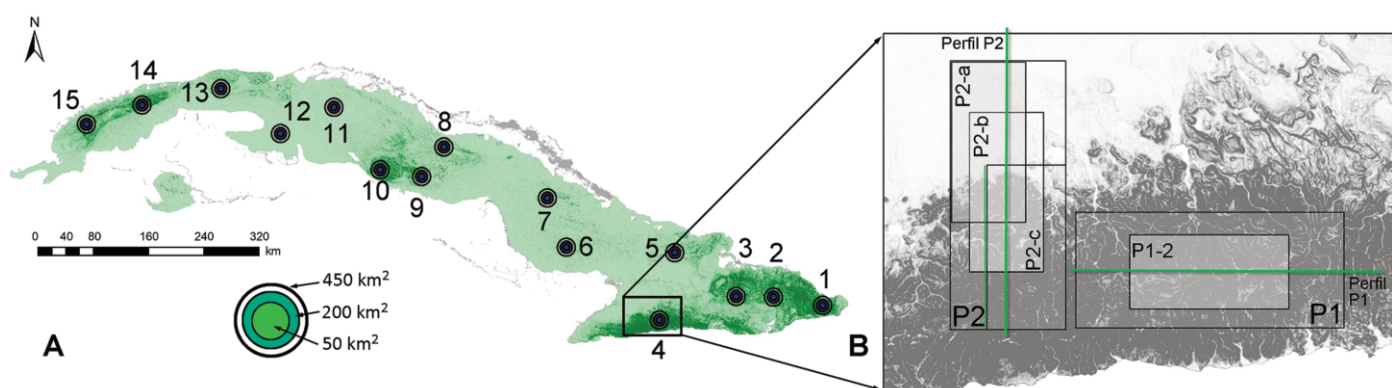 N
15
14
13
12
11
10
9
8
7
6
5
4
3
2
1
0 40 80 160 240 320
km
450 km²
200 km²
50 km²
A
B
Perfil P2
P2-a
P2-b
P2-c
P2
P1-2
Perfil
P1
P1